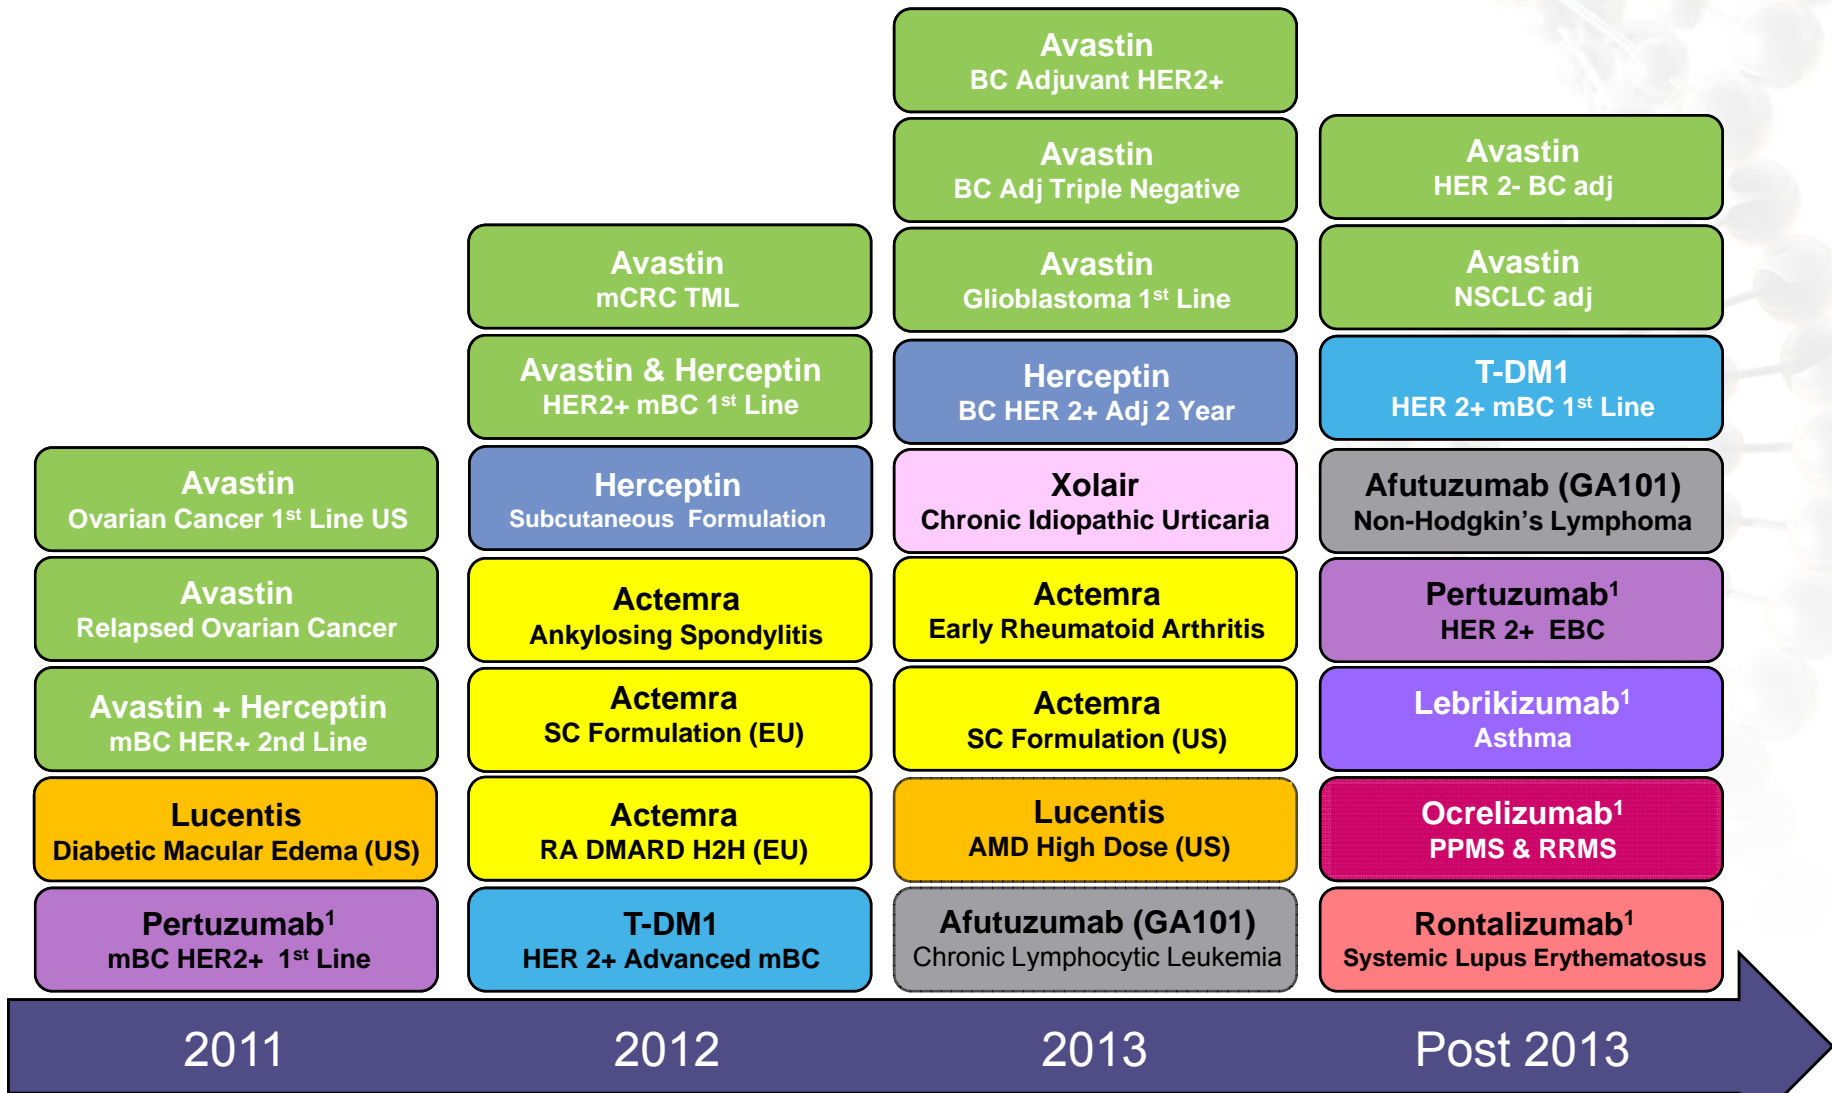 Avastin
Ovarian Cancer 1st Line US
Avastin
Relapsed Ovarian Cancer
Avastin + Herceptin
mBC HER+ 2nd Line
Lucentis
Diabetic Macular Edema (US)
Pertuzumab1
mBC HER2+ 1st Line
2011
Avastin
mCRC TML
Avastin & Herceptin
HER2+ mBC 1st Line
Herceptin
Subcutaneous Formulation
Actemra
Ankylosing Spondylitis
Actemra
SC Formulation (EU)
Actemra
RA DMARD H2H (EU)
T-DM1
HER 2+ Advanced mBC
2012
Avastin
BC Adjuvant HER2+
Avastin
BC Adj Triple Negative
Avastin
Glioblastoma 1st Line
Herceptin
BC HER 2+ Adj 2 Year
Xolair
Chronic Idiopathic Urticaria
Actemra
Early Rheumatoid Arthritis
Actemra
SC Formulation (US)
Lucentis
AMD High Dose (US)
Afutuzumab (GA101)
Chronic Lymphocytic Leukemia
2013
Avastin
HER 2- BC adj
Avastin
NSCLC adj
T-DM1
HER 2+ mBC 1st Line
Afutuzumab (GA101)
Non-Hodgkin's Lymphoma
Pertuzumab1
HER 2+ EBC
Lebrikizumab1
Asthma
Ocrelizumab1
PPMS & RRMS
Rontalizumab1
Systemic Lupus Erythematosus
Post 2013